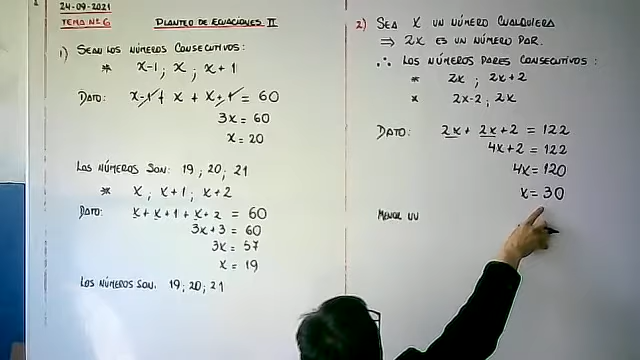 24-09-2021
TEMA Nº6 PLANTEO DE ECUACIONES II
1) SEAN LOS NÚMEROS CONSECUTIVOS:
* x-1; x; x+1
DATO: x-1 + x + x+1 = 60
3x = 60
x = 20
LOS NÚMEROS SON: 19; 20; 21
* x, x+1; x+2
DATO: x+x+1+x+2 = 60
3x+3 = 60
3x = 57
x = 19
LOS NÚMEROS SON: 19; 20; 21
2) SEA X UN NÚMERO CUALQUIERA
⇒ 2X ES UN NÚMERO PAR.
∴ LOS NÚMEROS PARES CONSECUTIVOS:
* 2x ; 2x+2
* 2x-2 ; 2x
DATO: 2x + 2x+2 = 122
4x+2 = 122
4x = 120
x = 30
MENOR